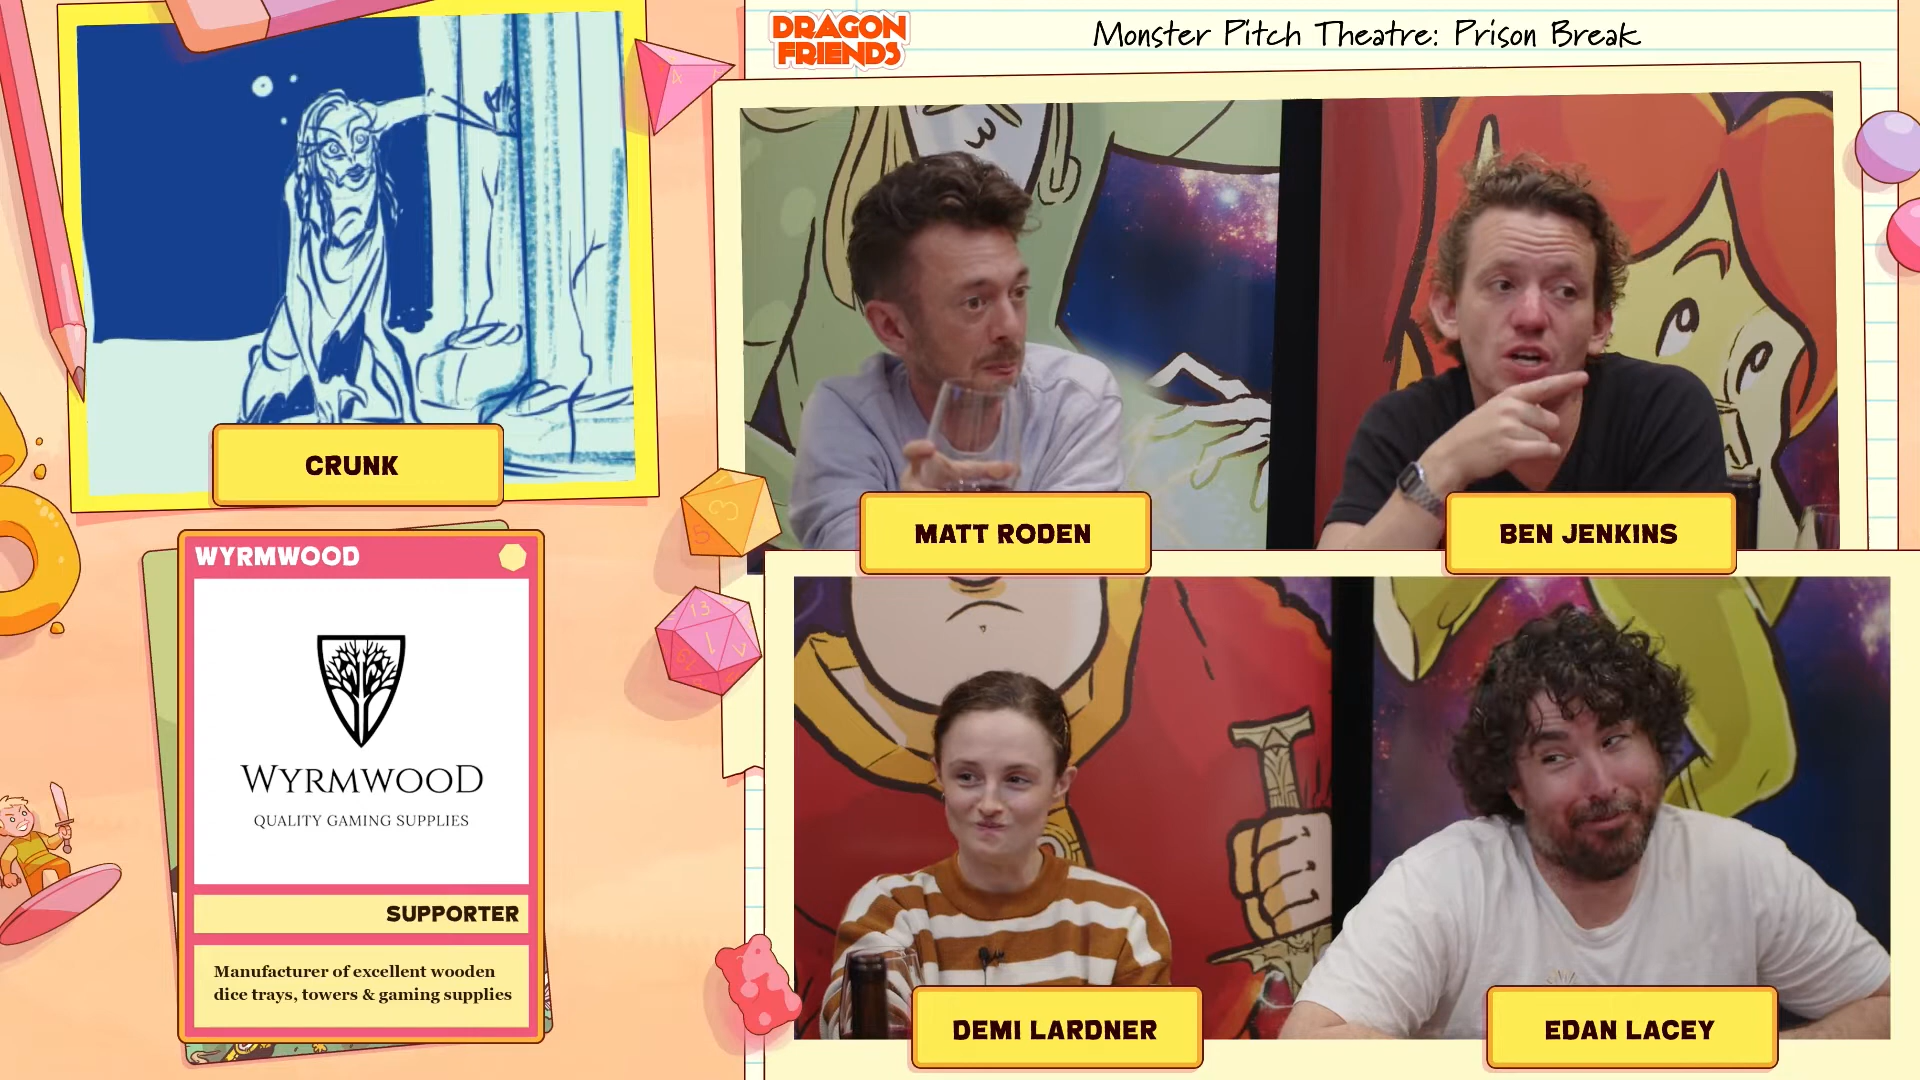 DRAGON
FRIENDS
Monster Pitch Theatre: Prison Break
CRUNK
MATT RODEN
BEN JENKINS
WYRMWOOD
WYRMWOOD
QUALITY GAMING SUPPLIES
SUPPORTER
Manufacturer of excellent wooden
dice trays, towers & gaming supplies
DEMI LARDNER
EDAN LACEY